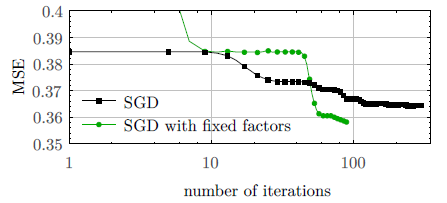 0.4
0.39
0.38
0.37
0.36
0.35
MSE
SGD
SGD with fixed factors
1
10
100
number of iterations